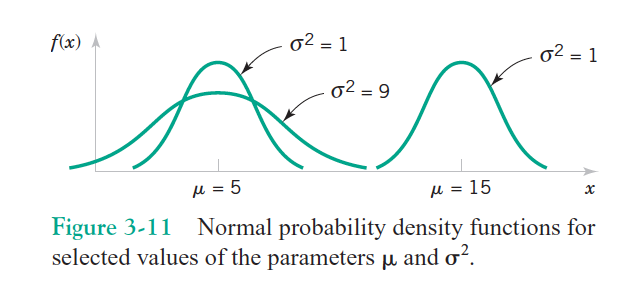 f(x)
σ² = 1
σ² = 1
σ² = 9
μ = 5
μ = 15
x
Figure 3-11 Normal probability density functions for
selected values of the parameters μ and σ².